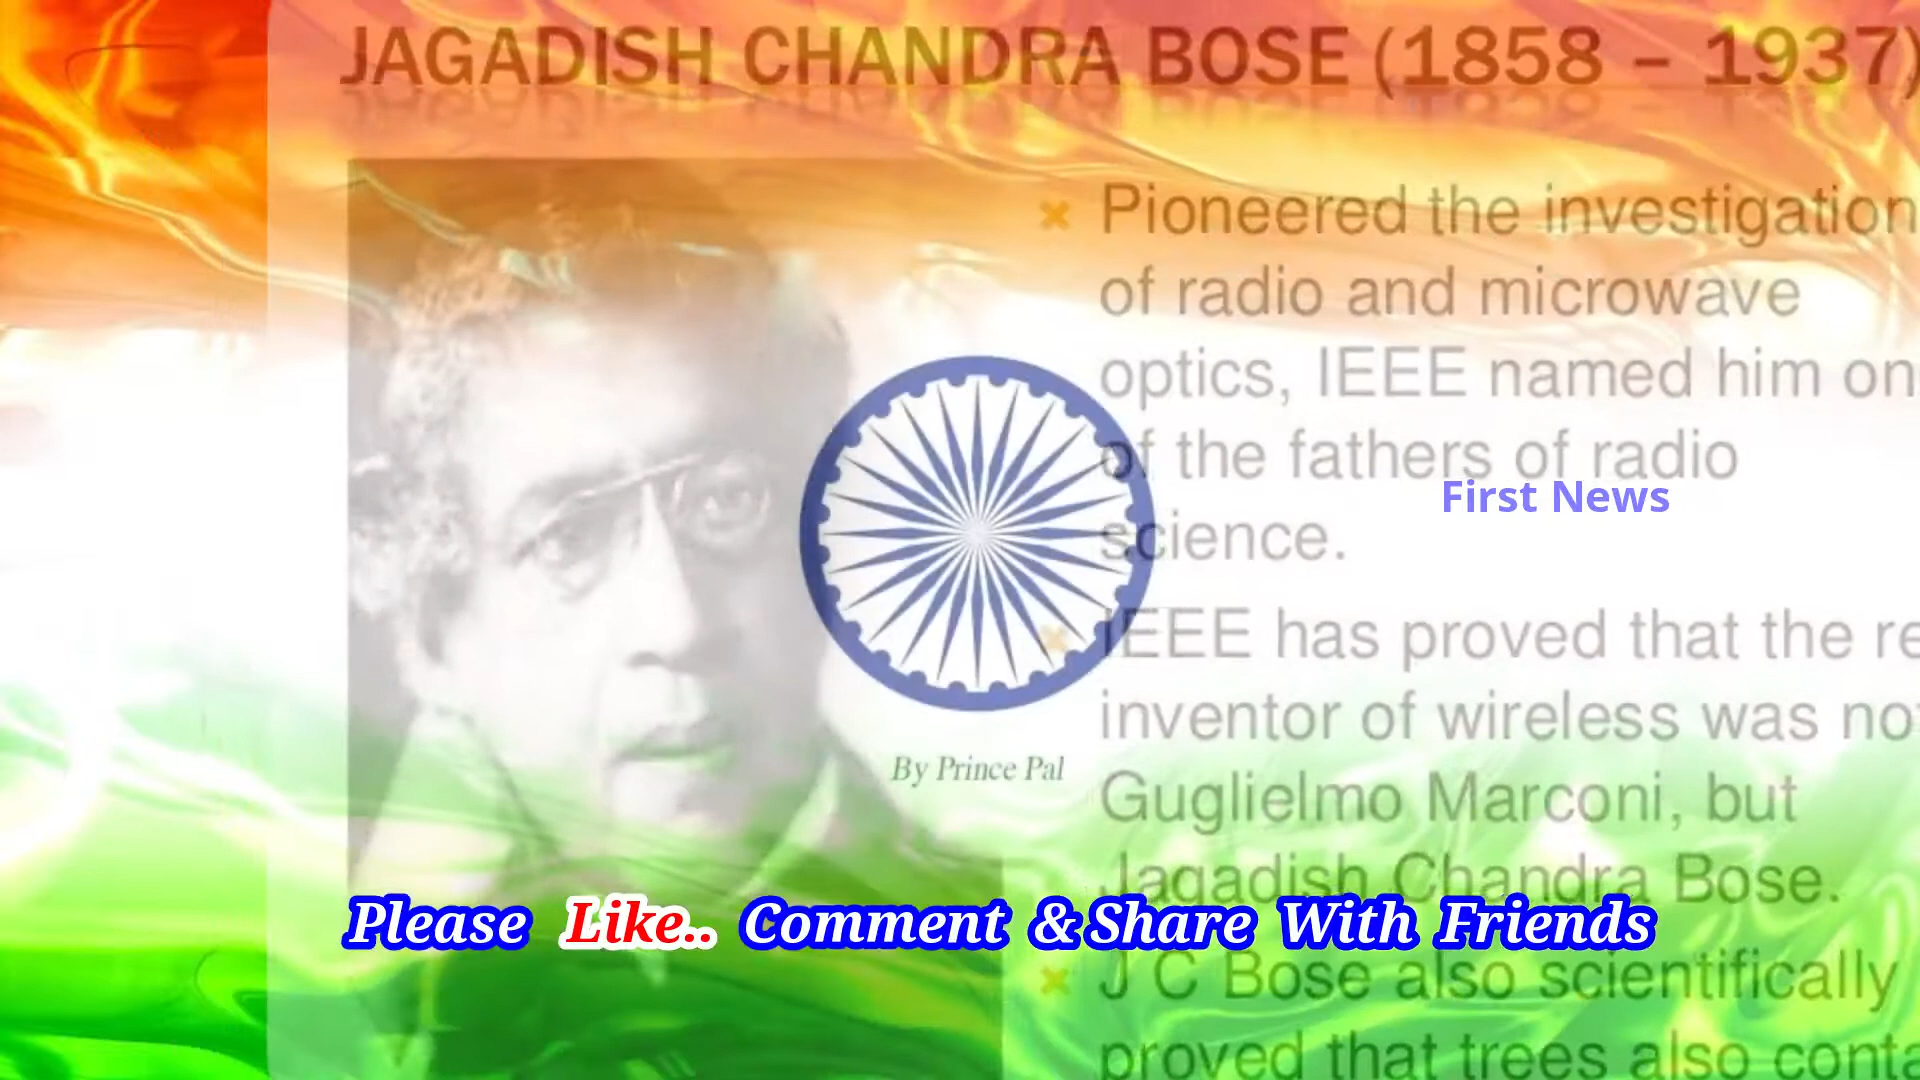 JAGADISH CHANDRA BOSE (1858 – 1937)
Pioneered the investigation
of radio and microwave
optics, IEEE named him on
of the fathers of radio
First News
science.
IEEE has proved that the re
inventor of wireless was no
By Prince Pal
Guglielmo Marconi, but
Jagadish Chandra Bose.
Please Like.. Comment & Share With Friends
J C Bose also scientifically
proved that trees also conta